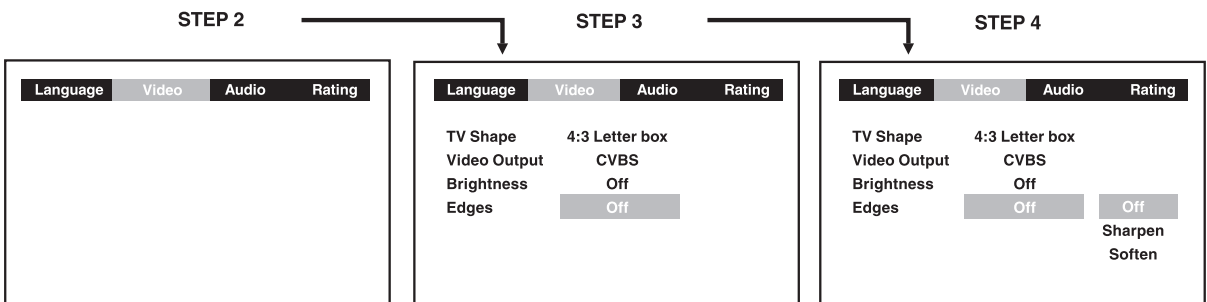 STEP 2
STEP 3
STEP 4
Language Video Audio Rating
Language Video Audio Rating
TV Shape 4:3 Letter box
Video Output CVBS
Brightness Off
Edges Off
Language Video Audio Rating
TV Shape 4:3 Letter box
Video Output CVBS
Brightness Off
Edges Off Off
Sharpen
Soften